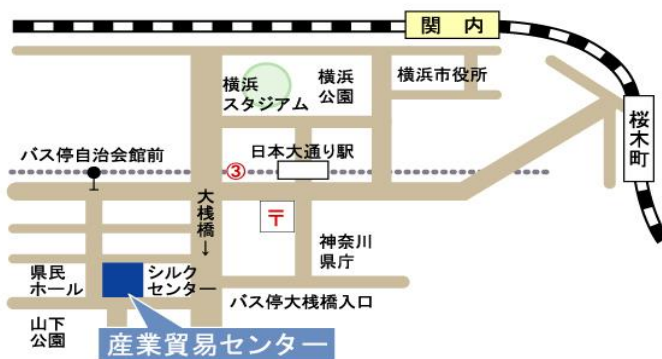 関内
横浜
スタジアム
横浜
公園
横浜市役所
桜木町
バス停自治会館前
日本大通り駅
③
大桟橋
↓
〒
神奈川
県庁
県民
ホール
シルク
センター
バス停大桟橋入口
山下
公園
産業貿易センター